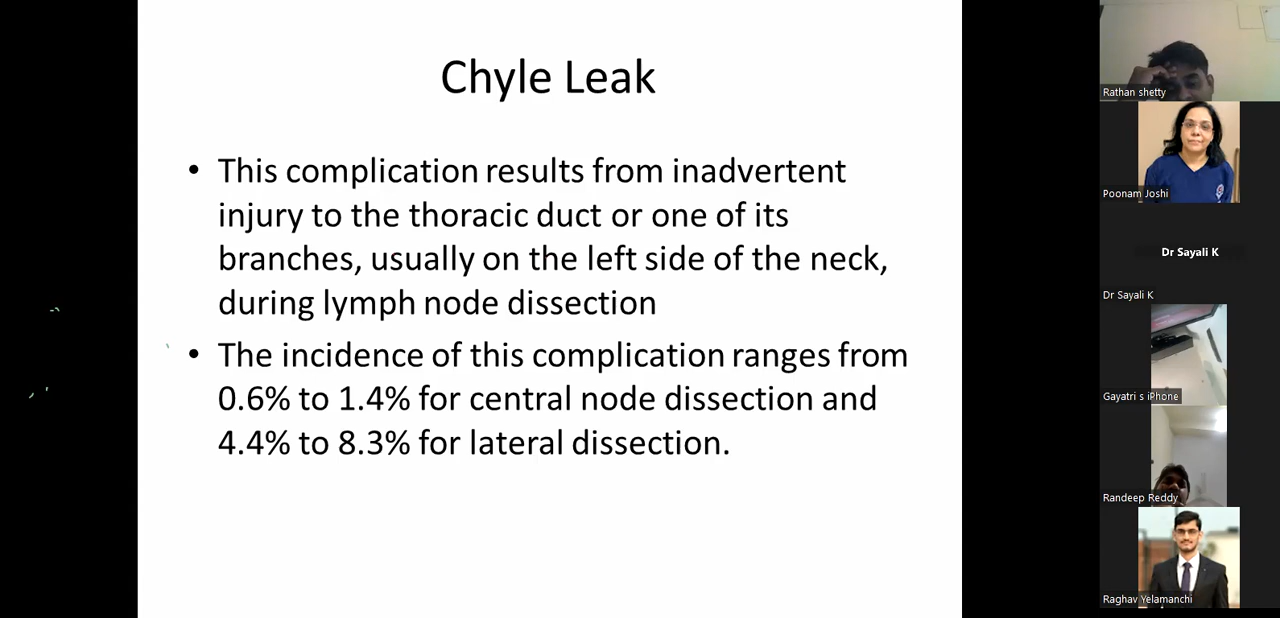 Chyle Leak
• This complication results from inadvertent
injury to the thoracic duct or one of its
branches, usually on the left side of the neck,
during lymph node dissection
• The incidence of this complication ranges from
0.6% to 1.4% for central node dissection and
4.4% to 8.3% for lateral dissection.
Rathan shetty
Poonam Joshi
Dr Sayali K
Dr Sayali K
Gayatri s iPhone
Randeep Reddy
Raghav Yelamanchi